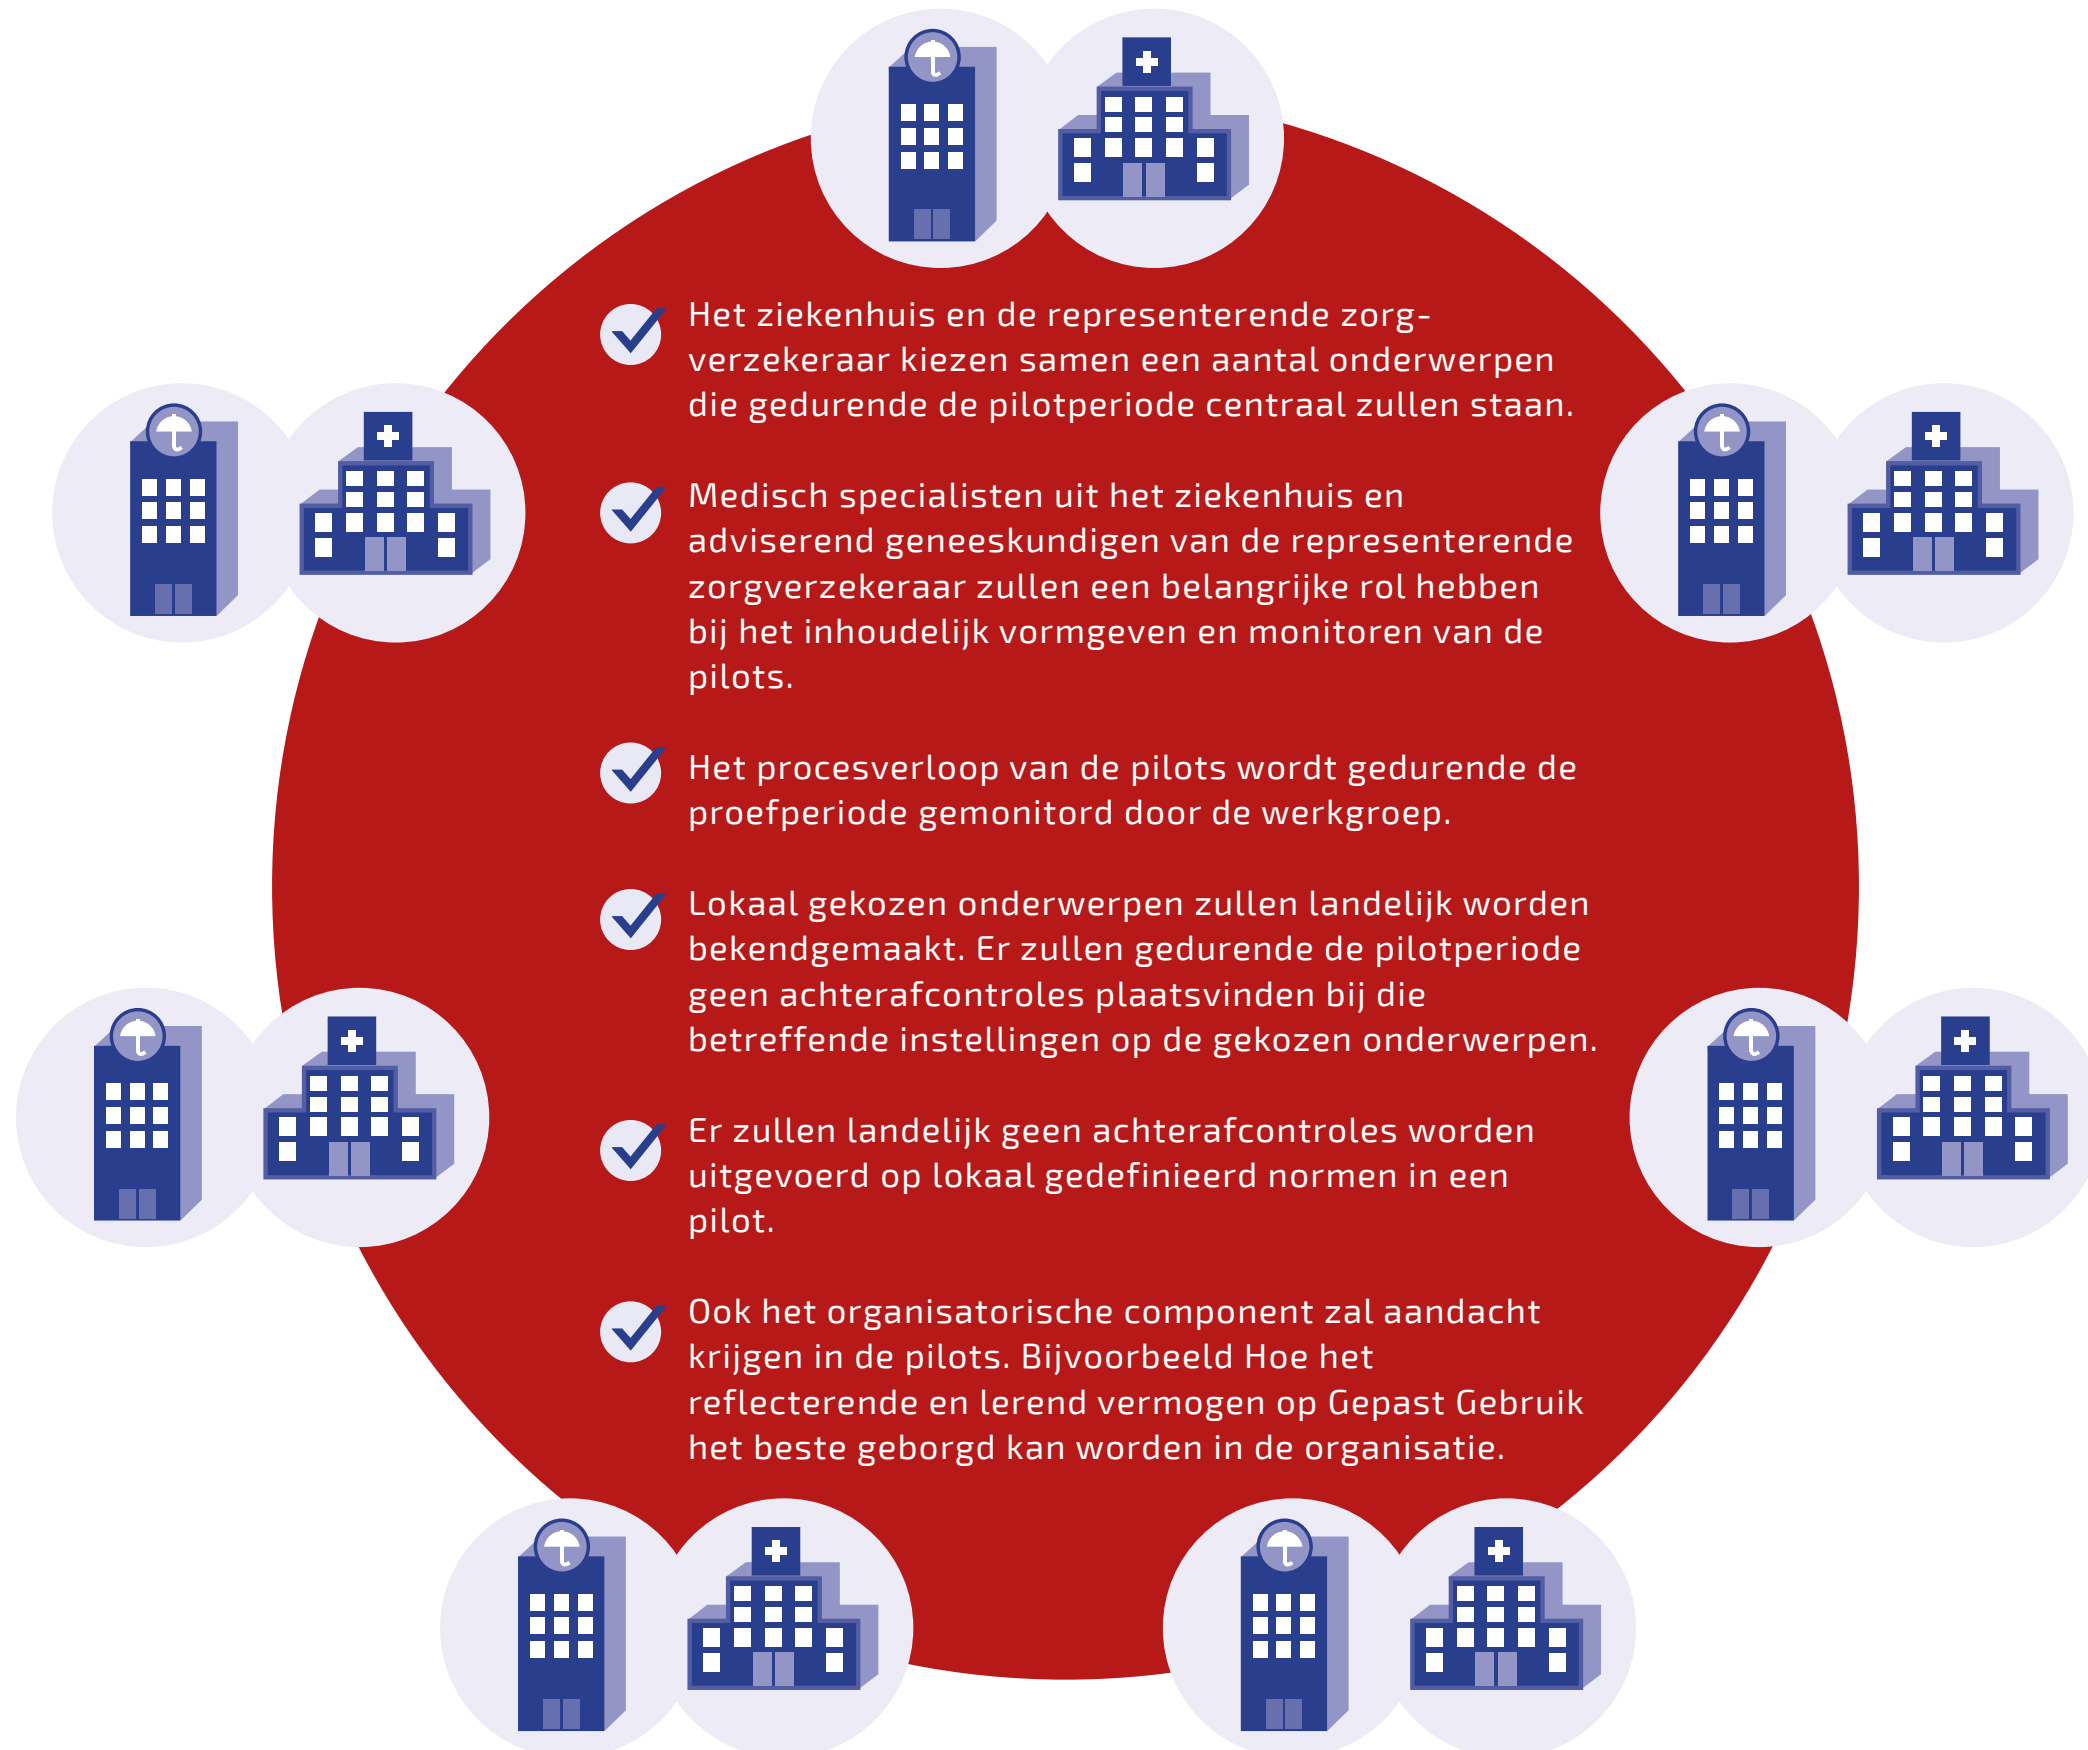 Het ziekenhuis en de representerende zorg-
verzekeraar kiezen samen een aantal onderwerpen
die gedurende de pilotperiode centraal zullen staan.
Medisch specialisten uit het ziekenhuis en
adviserend geneeskundigen van de representerende
zorgverzekeraar zullen een belangrijke rol hebben
bij het inhoudelijk vormgeven en monitoren van de
pilots.
Het procesverloop van de pilots wordt gedurende de
proefperiode gemonitord door de werkgroep.
Lokaal gekozen onderwerpen zullen landelijk worden
bekendgemaakt. Er zullen gedurende de pilotperiode
geen achterafcontroles plaatsvinden bij die
betreffende instellingen op de gekozen onderwerpen.
Er zullen landelijk geen achterafcontroles worden
uitgevoerd op lokaal gedefinieerd normen in een
pilot.
Ook het organisatorische component zal aandacht
krijgen in de pilots. Bijvoorbeeld Hoe het
reflecterende en lerend vermogen op Gepast Gebruik
het beste geborgd kan worden in de organisatie.